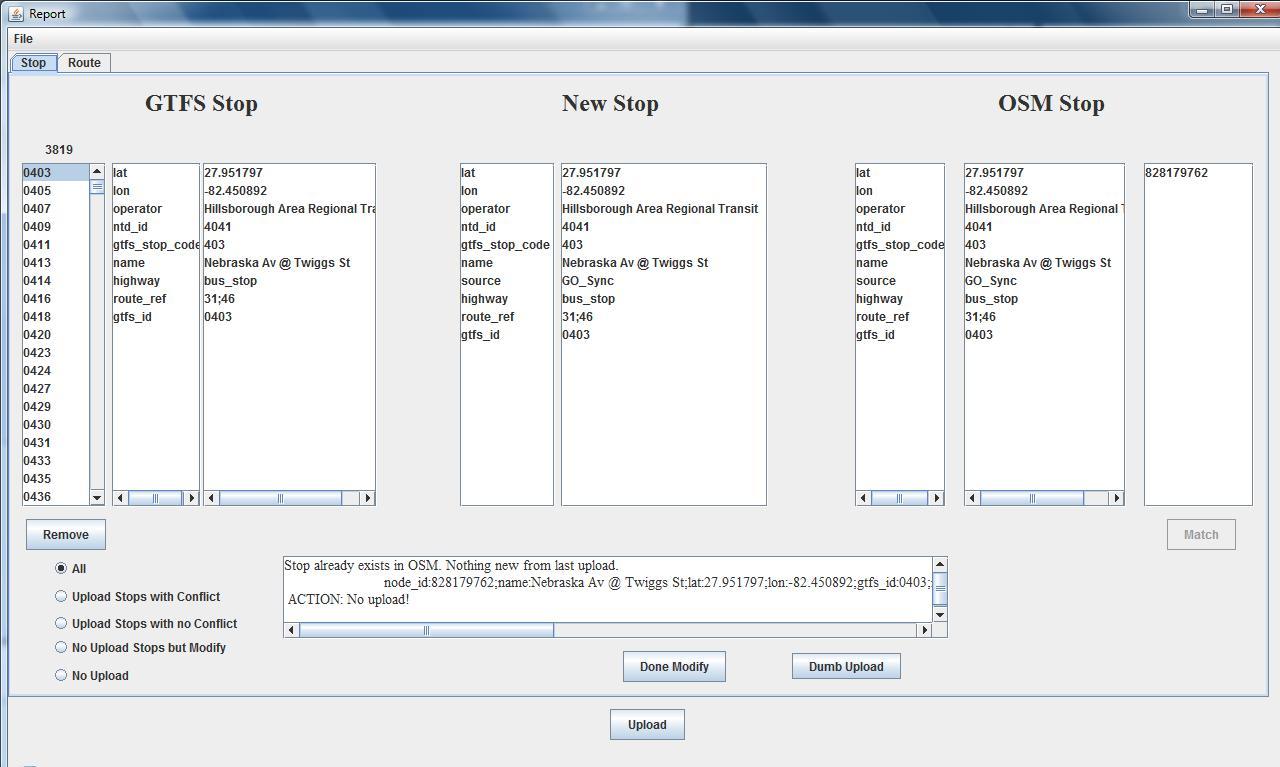 Report
File
Stop Route
GTFS Stop New Stop OSM Stop
3819
0403
0405
0407
0409
0411
0413
0414
0416
0418
0420
0423
0424
0427
0429
0430
0431
0433
0435
0436
lat 27.951797
lon -82.450892
operator Hillsborough Area Regional Tra
ntd_id 4041
gtfs_stop_code 403
name Nebraska Av @ Twiggs St
highway bus_stop
route_ref 31;46
gtfs_id 0403
lat 27.951797
lon -82.450892
operator Hillsborough Area Regional Transit
ntd_id 4041
gtfs_stop_code 403
name Nebraska Av @ Twiggs St
source GO_Sync
highway bus_stop
route_ref 31;46
gtfs_id 0403
lat 27.951797
lon -82.450892
operator Hillsborough Area Regional T
ntd_id 4041
gtfs_stop_code 403
name Nebraska Av @ Twiggs St
source GO_Sync
highway bus_stop
route_ref 31;46
gtfs_id 0403
828179762
Remove
Match
All
Upload Stops with Conflict
Upload Stops with no Conflict
No Upload Stops but Modify
No Upload
Stop already exists in OSM. Nothing new from last upload.
node_id:828179762;name:Nebraska Av @ Twiggs St;lat:27.951797;lon:-82.450892;gtfs_id:0403;
ACTION: No upload!
Done Modify
Dumb Upload
Upload